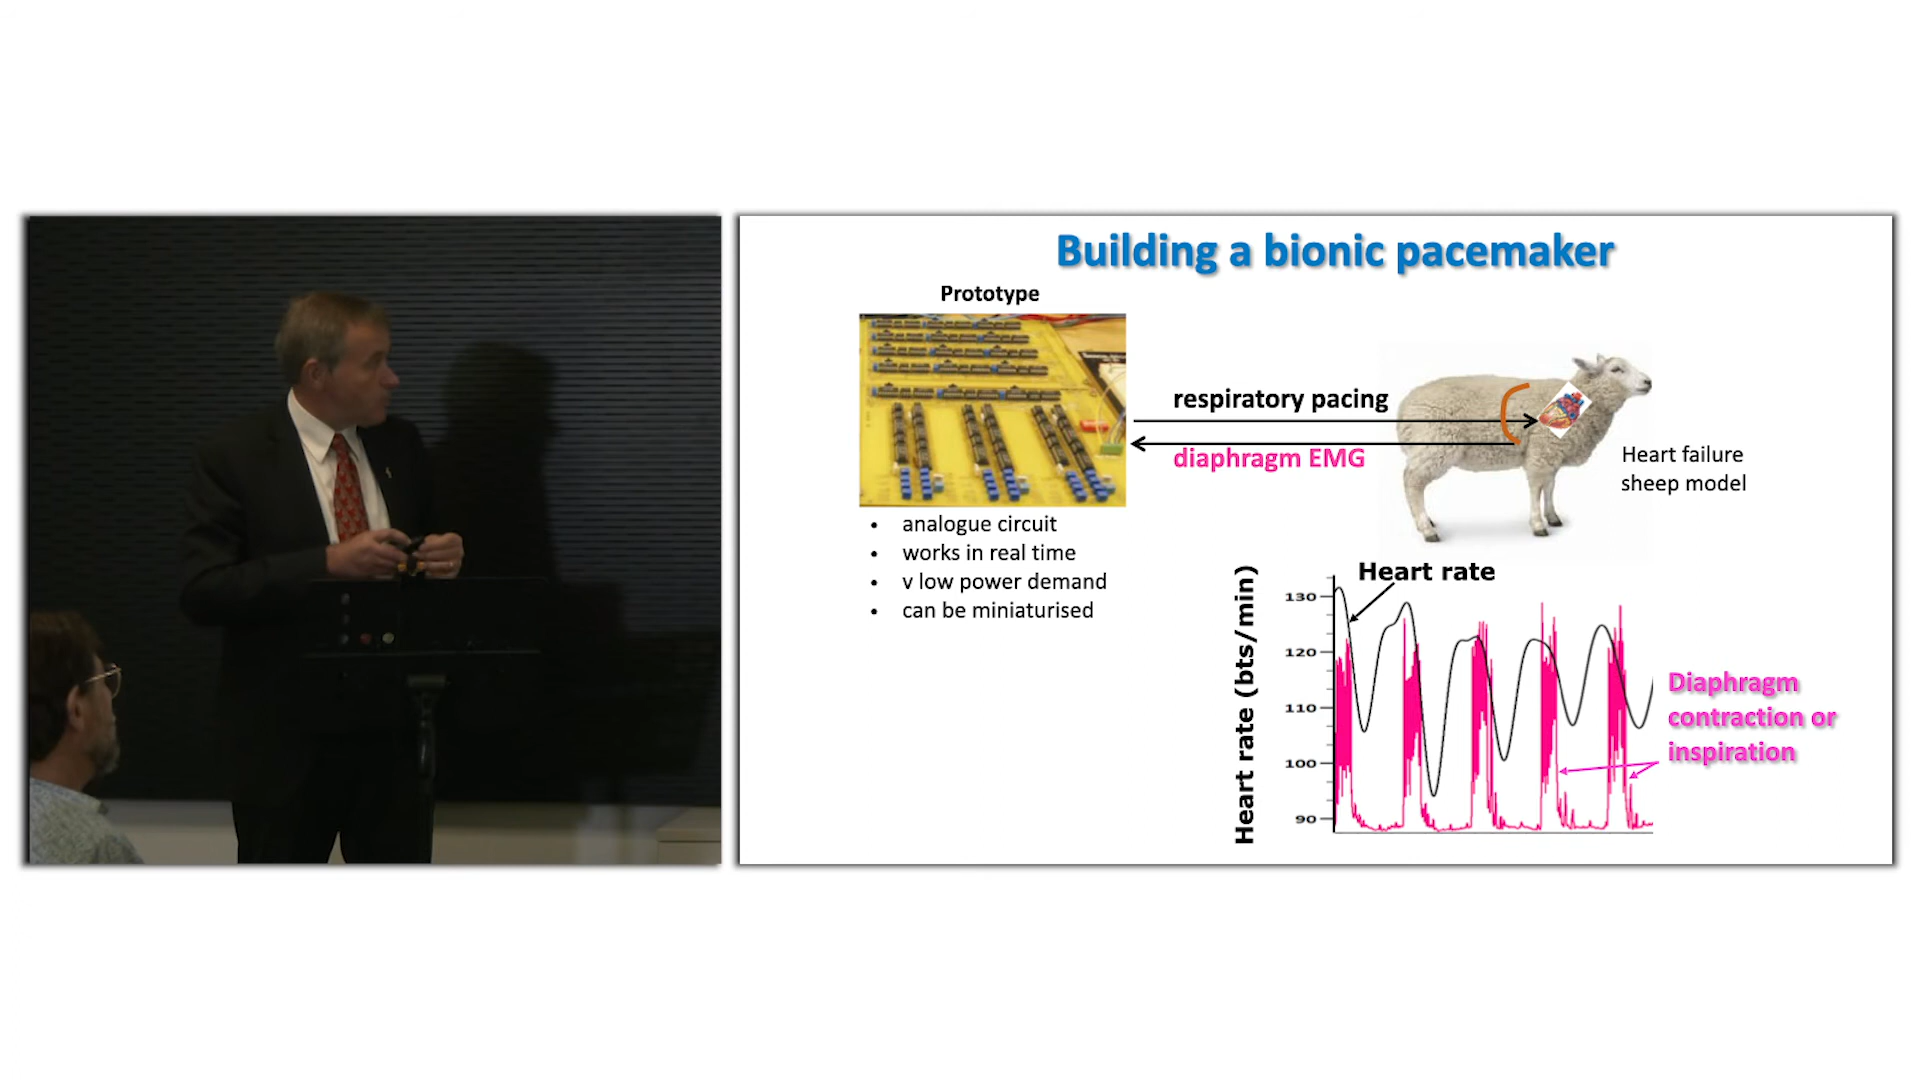 Building a bionic pacemaker
Prototype
respiratory pacing
diaphragm EMG
Heart failure
sheep model
• analogue circuit
• works in real time
• v low power demand
• can be miniaturised
Heart rate
Heart rate (bts/min)
130
120
110
100
90
Diaphragm
contraction or
inspiration